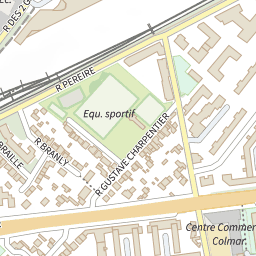 R DES 2 G
R PEREIRE
Equ. sportif
R GUSTAVE CHARPENTIER
R BRANLY
BRAILLE
Centre Commer
Colmar.